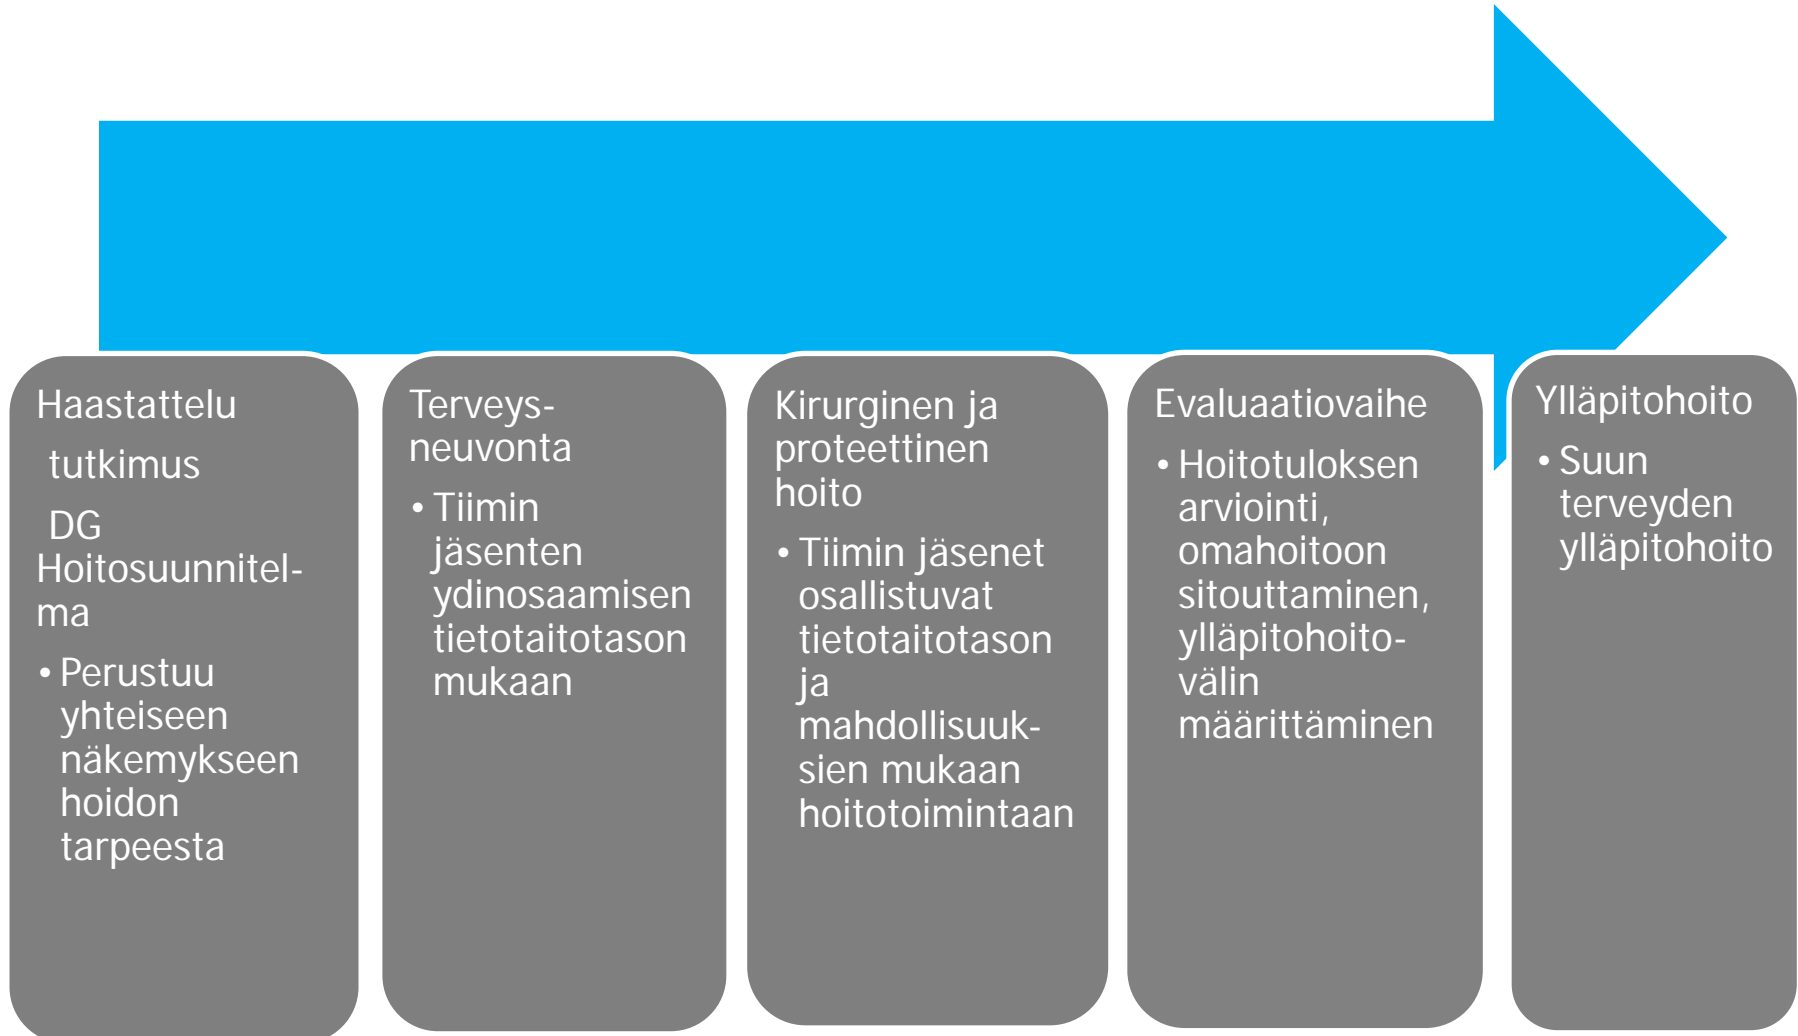 Haastattelu
tutkimus
DG
Hoitosuunnitel-
ma
• Perustuu
yhteiseen
näkemykseen
hoidon
tarpeesta
Terveys-
neuvonta
• Tiimin
jäsenten
ydinosaamisen
tietotaitotason
mukaan
Kirurginen ja
proteettinen
hoito
• Tiimin jäsenet
osallistuvat
tietotaitotason
ja
mahdollisuuk-
sien mukaan
hoitotoimintaan
Evaluaatiovaihe
• Hoitotuloksen
arviointi,
omahoitoon
sitouttaminen,
ylläpitohoito-
välin
määrittäminen
Ylläpitohoito
• Suun
terveyden
ylläpitohoito